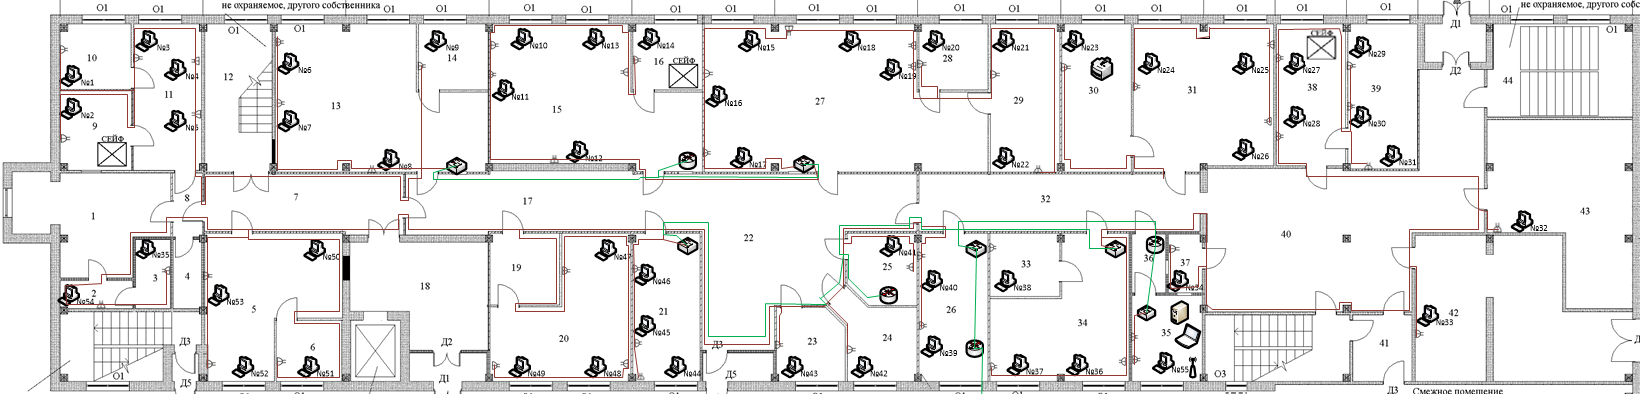 не охраняемое, другого собственника
не охраняемое, другого собс
О1 О1 О1 О1 О1 О1 О1 О1 О1 О1 О1
Д1
О1 О1 О1
№3 №9 №10 №13 №14 №15 №18 №20 №21 №23 СЕЙФ №29
10 11 №4 12 №6 14 16 СЕЙФ 28 №24 №25 №27 Д2
№1 №19 44
№11 №16 30 31 38 39
№2 13 15 27 29
9 №5 №7 №28 №30
СЕЙФ
№8 №12 №17 №22 №26 №31
8 7 17 32
1 22 40 43
№32
№35 №50 №47 №41 36
3 4 19 25 33 37
2 №53 5 18 №46 №40 №38 №34
№54 21 26
№45 34 35 42 №33
6 20 23 24
Д3 Д2 Д3 №39 41
№52 №51 №49 №48 №44 №43 №42 №37 №36 №55
О1 Д5 Д1 Д5 О3 Д3
Смежное помещение